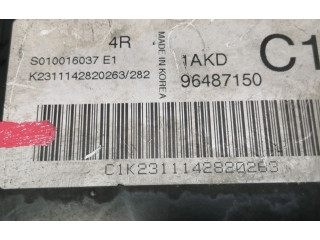 4R
S010016037 E1
K2311142820263/282
MADE IN KOREA
1AKD
96487150
C1
C1K2311142820263